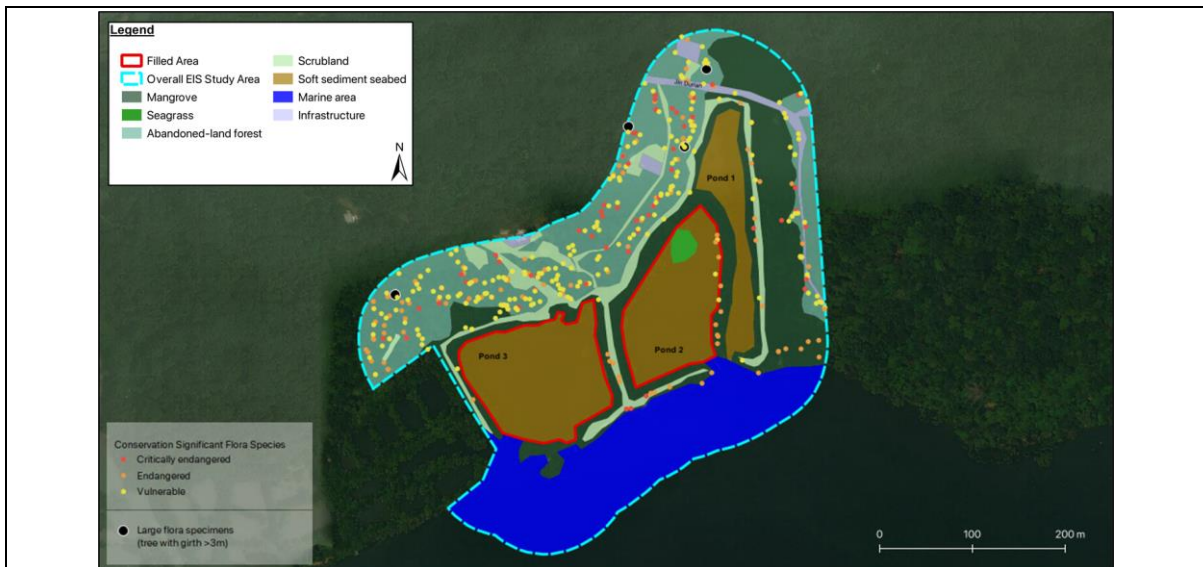 Legend
Filled Area
Overall EIS Study Area
Mangrove
Seagrass
Abandoned-land forest
Scrubland
Soft sediment seabed
Marine area
Infrastructure
N
Jln Durian
Pond 1
Pond 2
Pond 3
Conservation Significant Flora Species
Critically endangered
Endangered
Vulnerable
Large flora specimens
(tree with girth >3m)
0 100 200 m